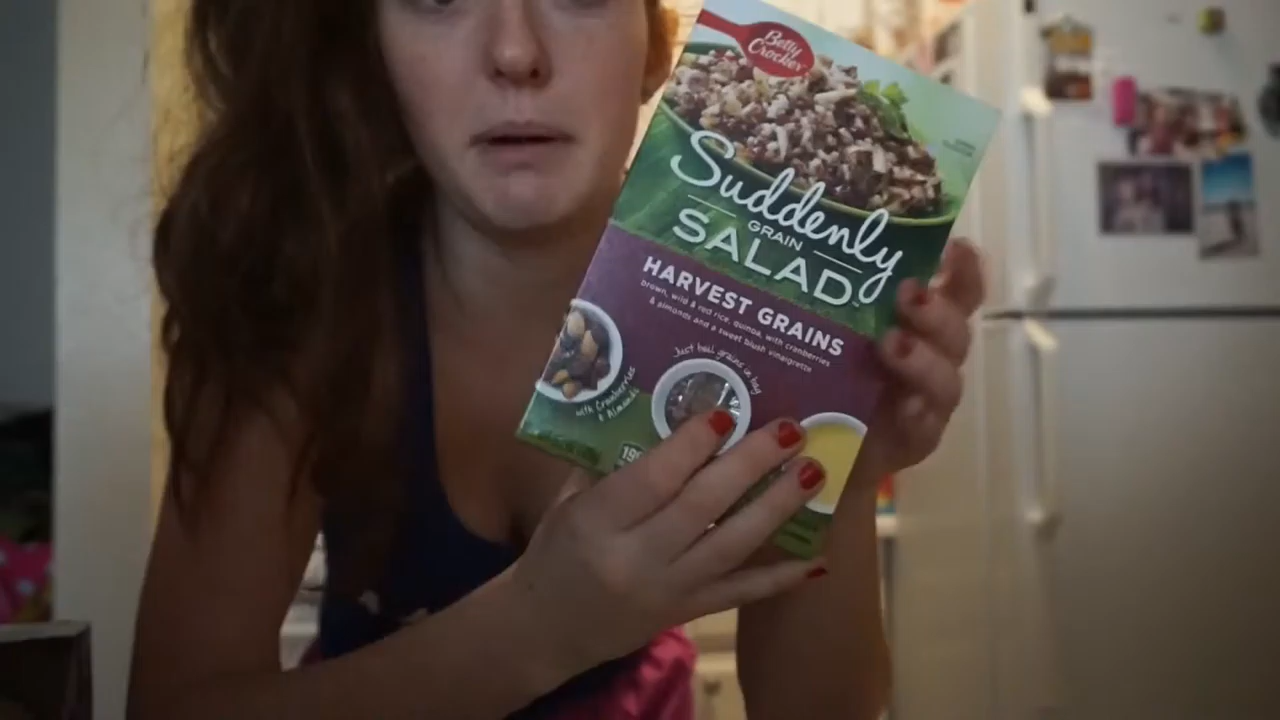 Betty
Crocker
Suddenly
GRAIN
SALAD
HARVEST GRAINS
brown, wild & red rice, quinoa, with cranberries
& almonds and a sweet blush vinaigrette
Just boil grains in bag
with Cranberries
& Almonds